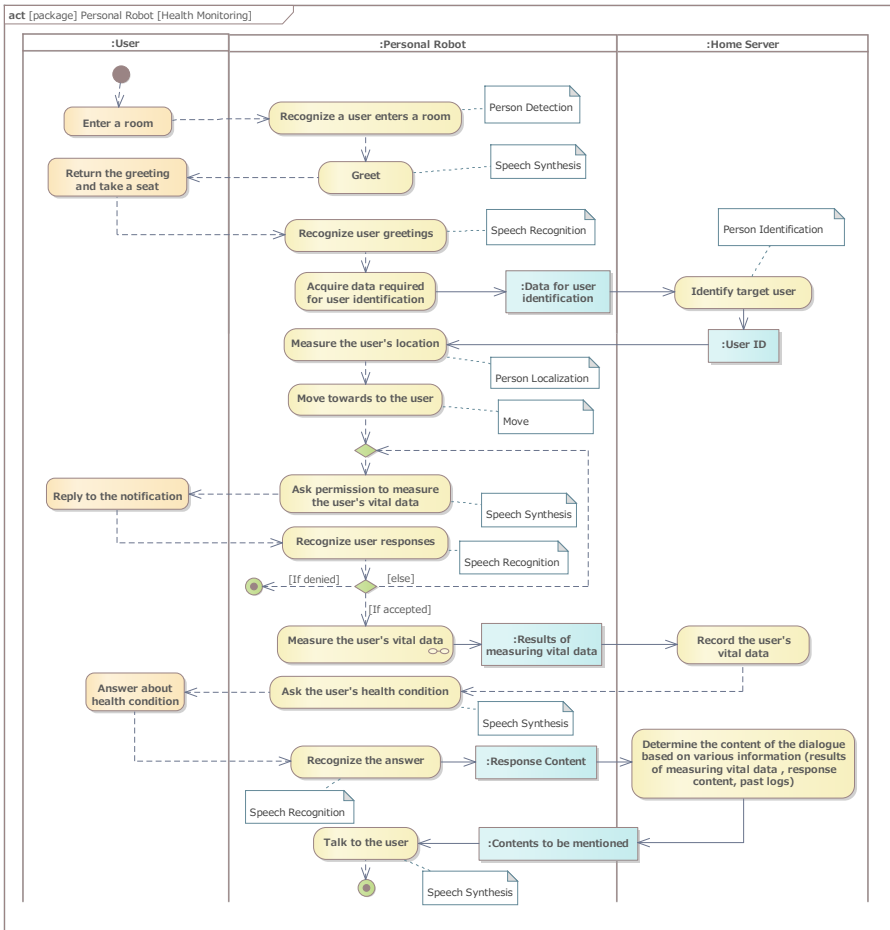 act [package] Personal Robot [Health Monitoring]
:User
:Personal Robot
:Home Server
Enter a room
Recognize a user enters a room
Person Detection
Return the greeting
and take a seat
Greet
Speech Synthesis
Recognize user greetings
Speech Recognition
Person Identification
Acquire data required
for user identification
:Data for user
identification
Identify target user
Measure the user's location
:User ID
Person Localization
Move towards to the user
Move
Reply to the notification
Ask permission to measure
the user's vital data
Speech Synthesis
Recognize user responses
Speech Recognition
[If denied]
[else]
[If accepted]
Measure the user's vital data
:Results of
measuring vital data
Record the user's
vital data
Answer about
health condition
Ask the user's health condition
Speech Synthesis
Recognize the answer
:Response Content
Determine the content of the dialogue
based on various information (results
of measuring vital data , response
content, past logs)
Speech Recognition
Talk to the user
:Contents to be mentioned
Speech Synthesis